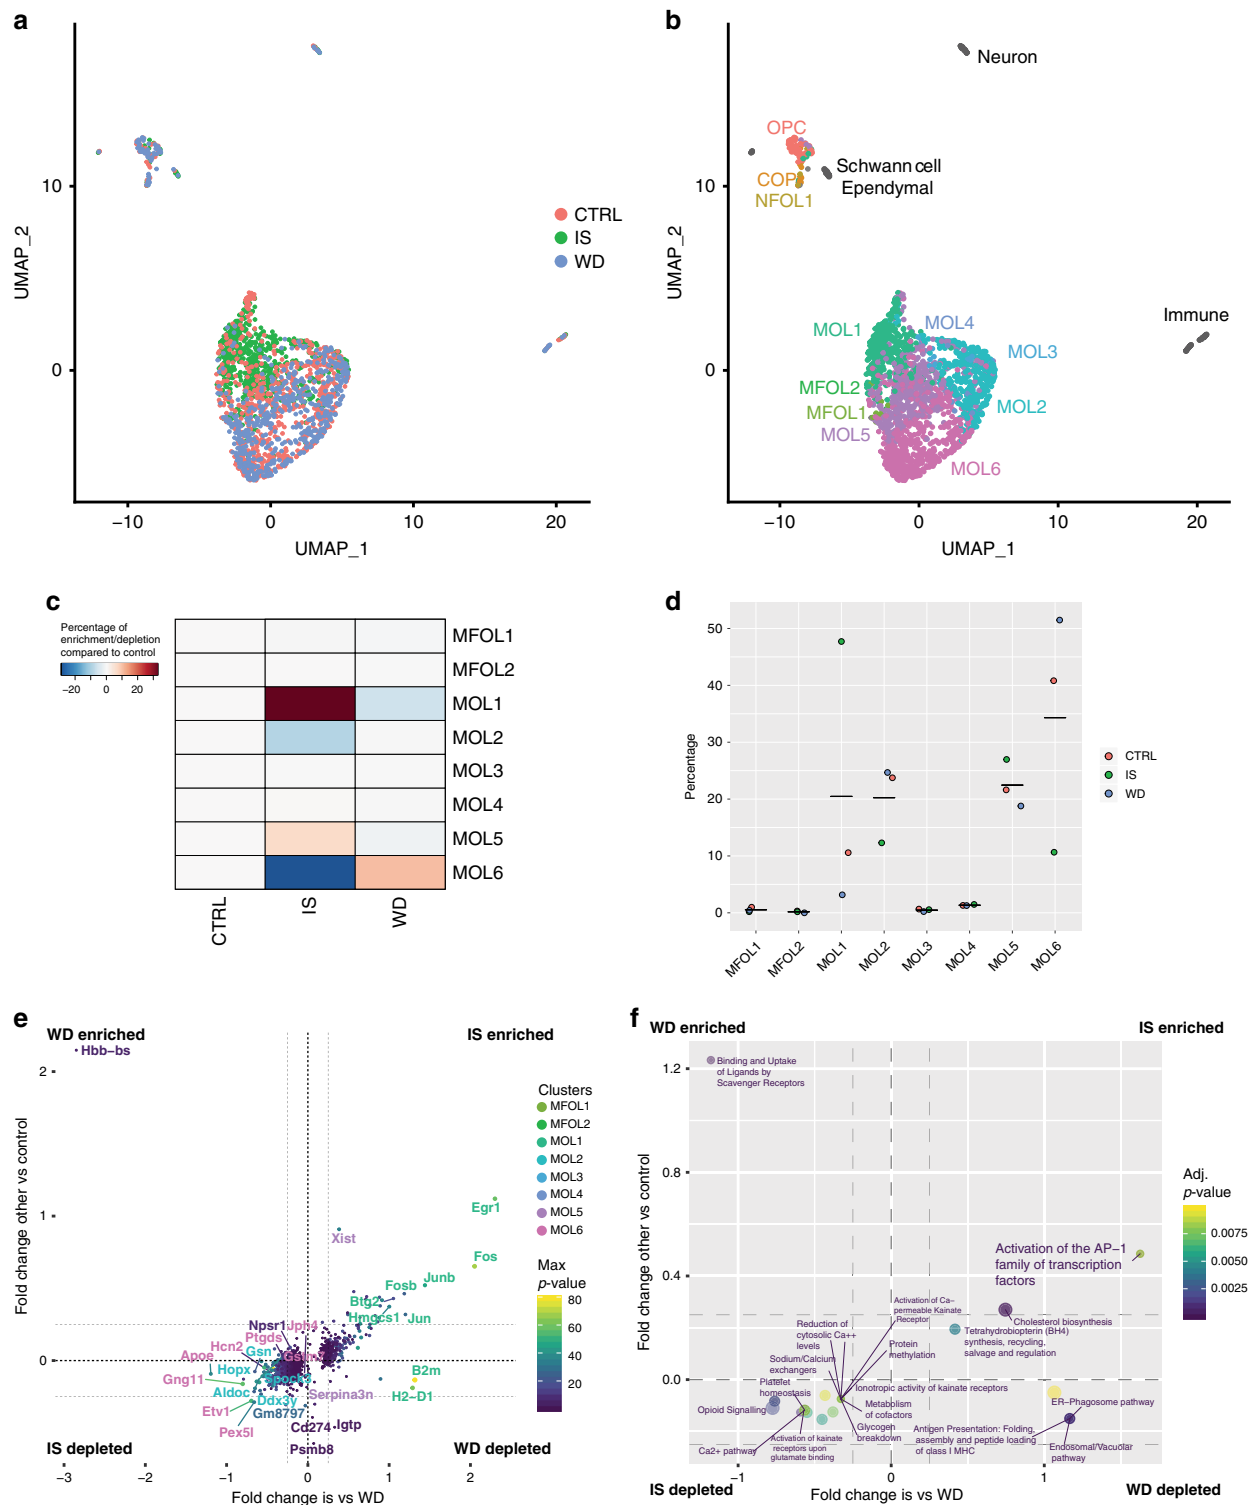 a
UMAP_2
10
0
−10
0
10
20
UMAP_1
CTRL
IS
WD
b
UMAP_2
10
0
−10
0
10
20
UMAP_1
Neuron
OPC
Schwann cell
Ependymal
COP
NFOL1
Immune
MOL1
MOL4
MOL3
MFOL2
MFOL1
MOL2
MOL5
MOL6
c
Percentage of
enrichment/depletion
compared to control
−20 0 20
MFOL1
MFOL2
MOL1
MOL2
MOL3
MOL4
MOL5
MOL6
CTRL
IS
WD
d
Percentage
50
40
30
20
10
0
MFOL1
MFOL2
MOL1
MOL2
MOL3
MOL4
MOL5
MOL6
CTRL
IS
WD
e
WD enriched
IS enriched
Hbb−bs
Fold change other vs control
2
1
0
Egr1
Xist
Fos
Junb
Fosb
Btg2
Hmgcs1
Jun
Npsr1
Jph4
Ptgds
Hcn2
Gsn
Apoe
Hopx
Gng11
Aldoc
B2m
H2−D1
Serpina3n
Ddx3y
Etv1
Gm8797
Pex5l
Cd274
Igtp
Psmb8
IS depleted
WD depleted
−3
−2
−1
0
1
2
Fold change is vs WD
Clusters
MFOL1
MFOL2
MOL1
MOL2
MOL3
MOL4
MOL5
MOL6
Max
p-value
80
60
40
20
f
WD enriched
IS enriched
Fold change other vs control
1.2
0.8
0.4
0.0
Binding and Uptake
of Ligands by
Scavenger Receptors
Activation of the AP−1
family of transcription
factors
Activation of Ca−
permeable Kainate
Receptor
Cholesterol biosynthesis
Reduction of
cytosolic Ca++
levels
Tetrahydrobiopterin (BH4)
synthesis, recycling,
salvage and regulation
Protein
methylation
Sodium/Calcium
exchangers
Platelet
homeostasis
Ionotropic activity of kainate receptors
Opioid Signalling
Metabolism
of cofactors
ER−Phagosome pathway
Glycogen
breakdown
Antigen Presentation: Folding,
assembly and peptide loading
of class I MHC
Activation of kainate
receptors upon
glutamate binding
Ca2+ pathway
Endosomal/Vacuolar
pathway
−1
0
1
IS depleted
Fold change is vs WD
WD depleted
Adj.
p-value
0.0075
0.0050
0.0025